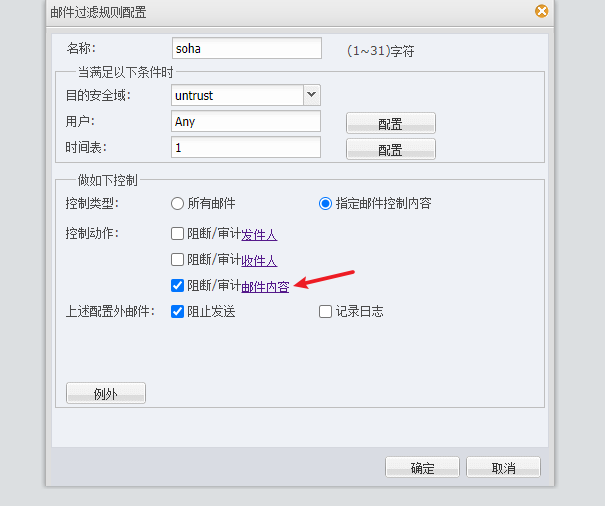 邮件过滤规则配置
名称: soha (1~31)字符
当满足以下条件时
目的安全域: untrust
用户: Any 配置
时间表: 1 配置
做如下控制
控制类型: 所有邮件 指定邮件控制内容
控制动作: 阻断/审计发件人
阻断/审计收件人
阻断/审计邮件内容
上述配置外邮件: 阻止发送 记录日志
例外
确定 取消